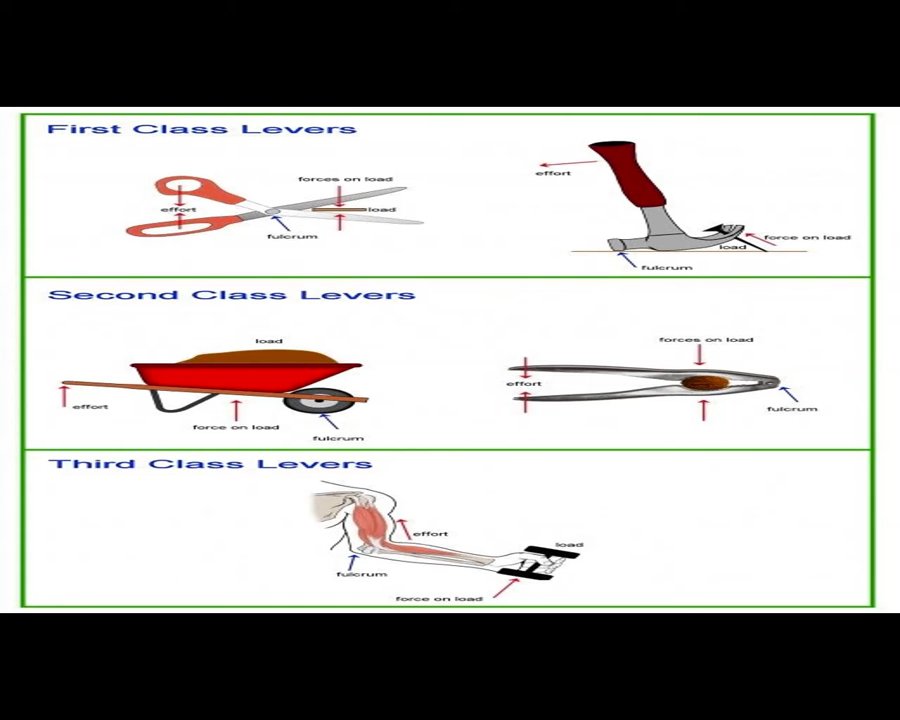 First Class Levers
forces on load
effort
load
fulcrum
effort
force on load
load
fulcrum
Second Class Levers
load
effort
force on load
fulcrum
forces on load
effort
fulcrum
Third Class Levers
effort
load
fulcrum
force on load